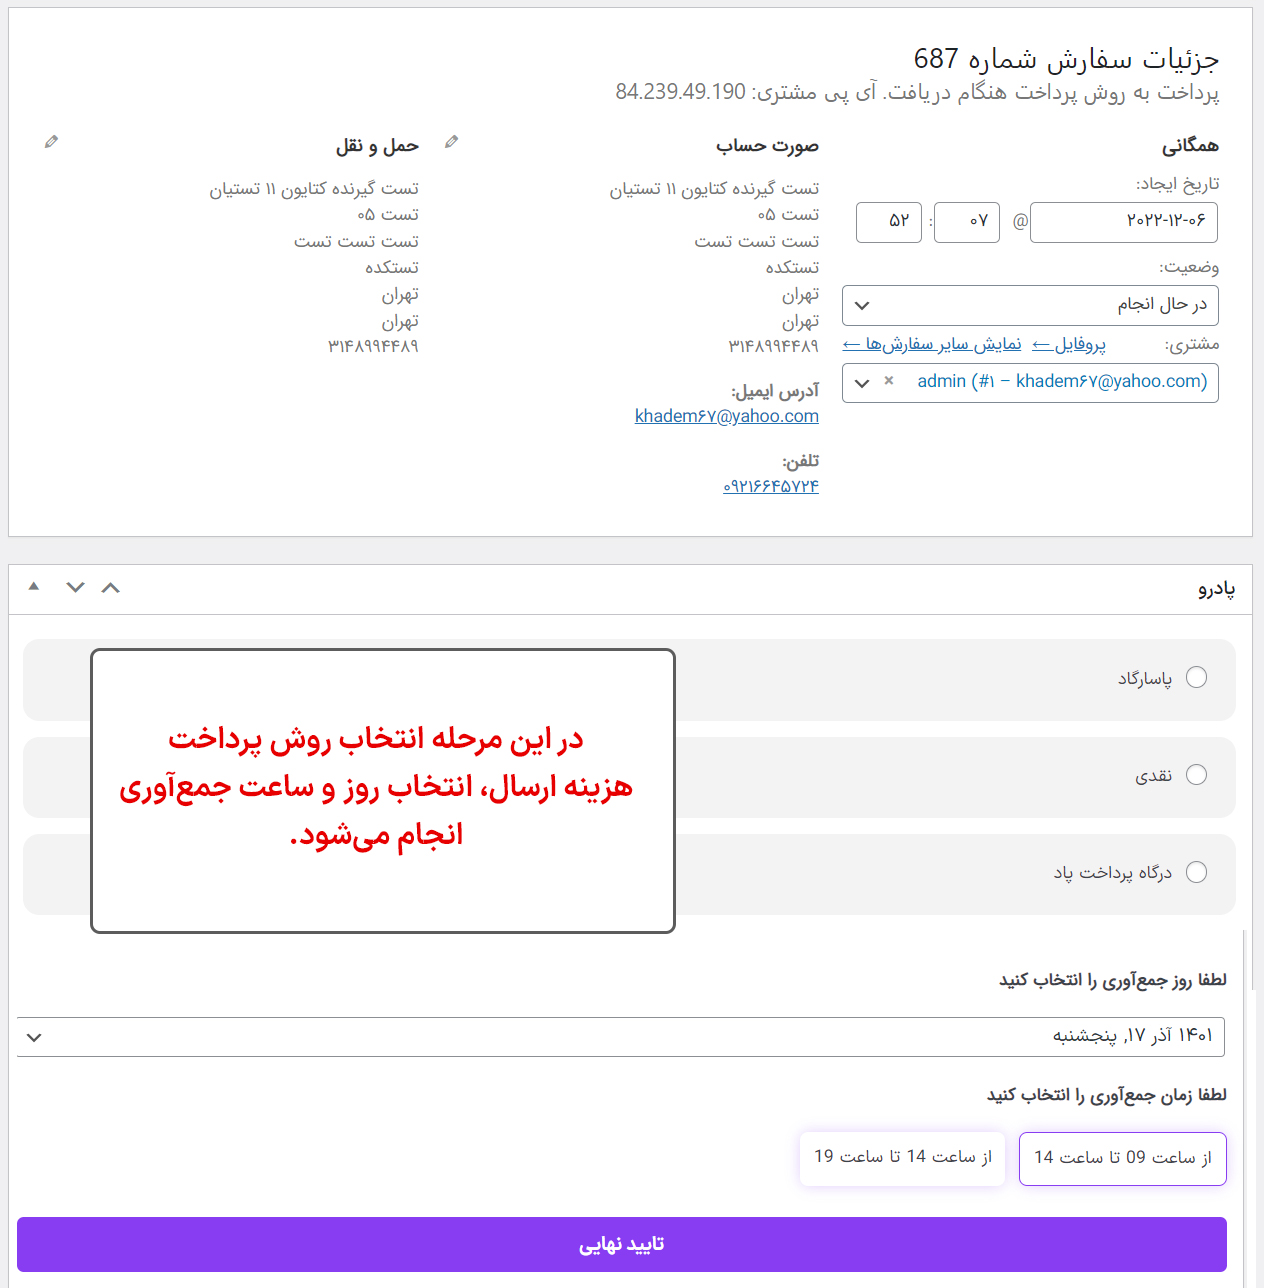 جزئیات سفارش شماره 687
پرداخت به روش پرداخت هنگام دریافت. آی پی مشتری: 84.239.49.190
همگانی
تاریخ ایجاد:
۲۰۲۲-۱۲-۰۶ @ ۰۷ : ۵۲
وضعیت:
در حال انجام
مشتری: پروفایل ← نمایش سایر سفارش‌ها ←
admin (#۱ – khadem۶۷@yahoo.com) ×
صورت حساب
تست گیرنده کتایون ۱۱ تستیان
تست ۰۵
تست تست تست
تستکده
تهران
تهران
۳۱۴۸۹۹۴۴۸۹
آدرس ایمیل:
khadem۶۷@yahoo.com
تلفن:
۰۹۲۱۶۶۴۵۷۲۴
حمل و نقل
تست گیرنده کتایون ۱۱ تستیان
تست ۰۵
تست تست تست
تستکده
تهران
تهران
۳۱۴۸۹۹۴۴۸۹
پادرو
پاسارگاد
نقدی
درگاه پرداخت پاد
در این مرحله انتخاب روش پرداخت
هزینه ارسال، انتخاب روز و ساعت جمع‌آوری
انجام می‌شود.
لطفا روز جمع‌آوری را انتخاب کنید
۱۴۰۱ آذر ۱۷, پنجشنبه
لطفا زمان جمع‌آوری را انتخاب کنید
از ساعت 09 تا ساعت 14
از ساعت 14 تا ساعت 19
تایید نهایی